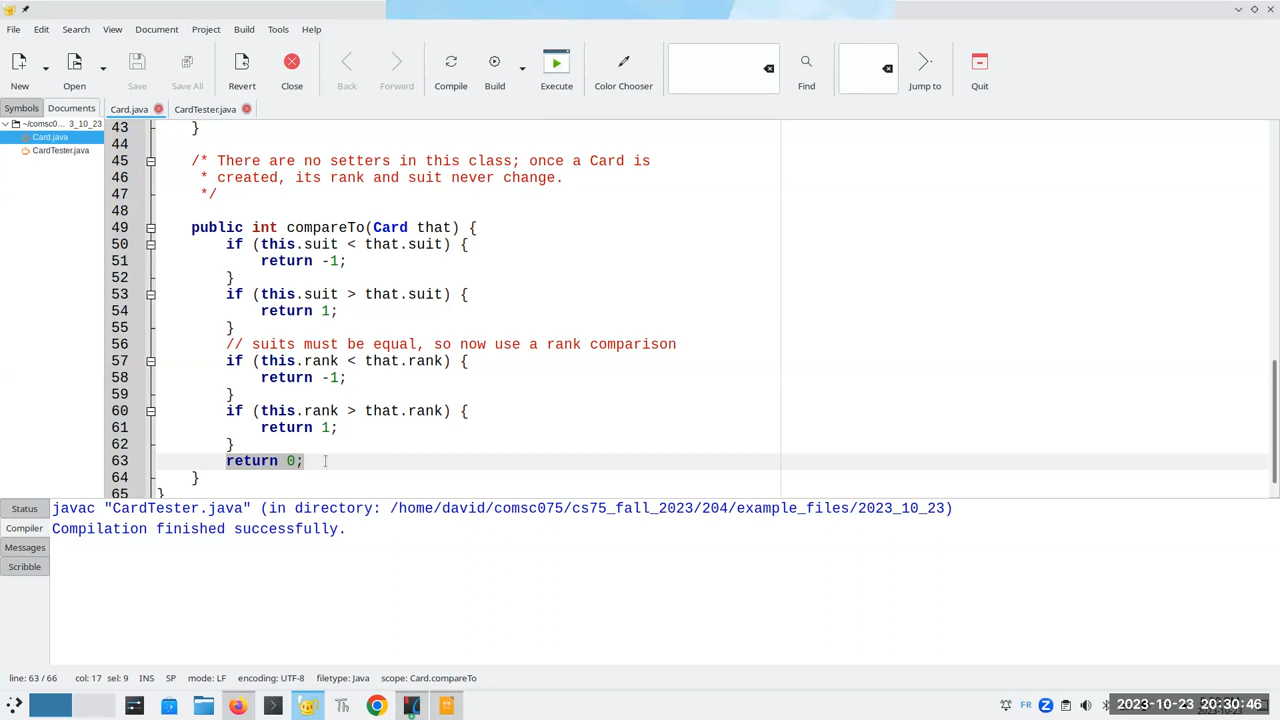 File Edit Search View Document Project Build Tools Help
New Open Save Save All Revert Close Back Forward Compile Build Execute Color Chooser Find Jump to Quit
Symbols Documents Card.java CardTester.java
~/comsc0... 3_10_23
Card.java
CardTester.java
43 }
44
45 /* There are no setters in this class; once a Card is
46 * created, its rank and suit never change.
47 */
48
49 public int compareTo(Card that) {
50 if (this.suit < that.suit) {
51 return -1;
52 }
53 if (this.suit > that.suit) {
54 return 1;
55 }
56 // suits must be equal, so now use a rank comparison
57 if (this.rank < that.rank) {
58 return -1;
59 }
60 if (this.rank > that.rank) {
61 return 1;
62 }
63 return 0;
64 }
65 }
Status
Compiler
Messages
Scribble
javac "CardTester.java" (in directory: /home/david/comsc075/cs75_fall_2023/204/example_files/2023_10_23)
Compilation finished successfully.
line: 63 / 66 col: 17 sel: 9 INS SP mode: LF encoding: UTF-8 filetype: Java scope: Card.compareTo
Th Z FR 2023-10-23 20:30:46